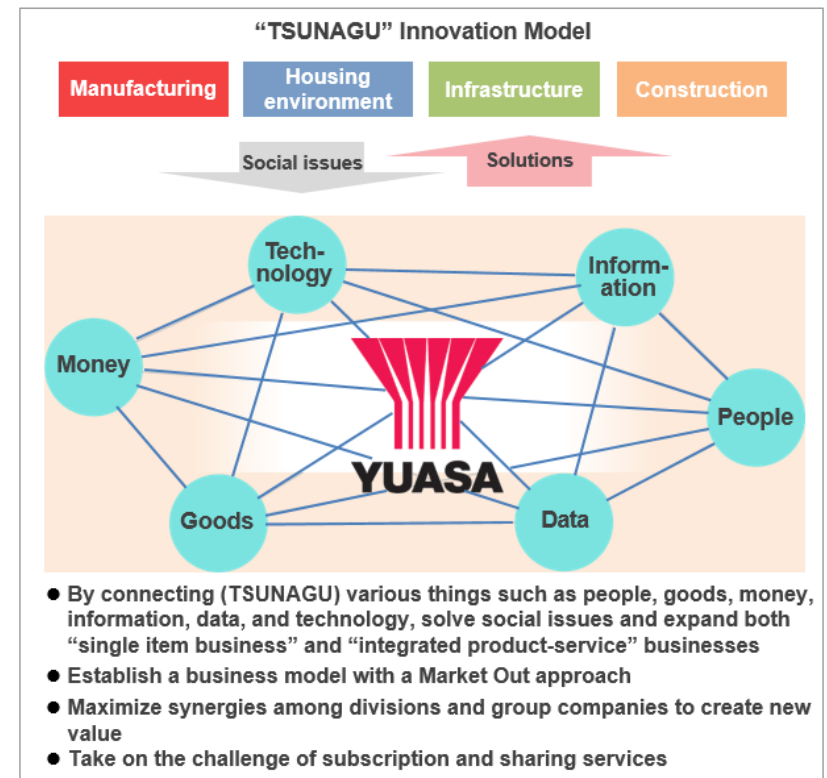 “TSUNAGU” Innovation Model
Manufacturing
Housing
environment
Infrastructure
Construction
Social issues
Solutions
Tech-
nology
Inform-
ation
Money
People
YUASA
Goods
Data
● By connecting (TSUNAGU) various things such as people, goods, money,
information, data, and technology, solve social issues and expand both
“single item business” and “integrated product-service” businesses
● Establish a business model with a Market Out approach
● Maximize synergies among divisions and group companies to create new
value
● Take on the challenge of subscription and sharing services